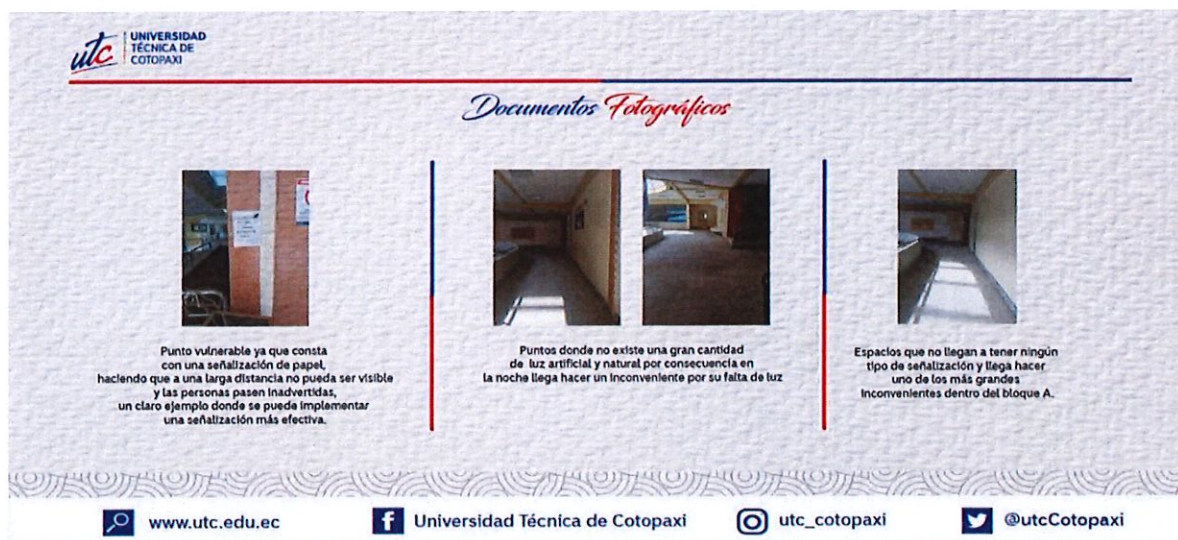 utc
UNIVERSIDAD
TÉCNICA DE
COTOPAXI
Documentos Fotográficos
Punto vulnerable ya que consta
con una señalización de papel,
haciendo que a una larga distancia no pueda ser visible
y las personas pasen inadvertidas,
un claro ejemplo donde se puede implementar
una señalización más efectiva.
Puntos donde no existe una gran cantidad
de luz artificial y natural por consecuencia en
la noche llega hacer un inconveniente por su falta de luz
Espacios que no llegan a tener ningún
tipo de señalización y llega hacer
uno de los más grandes
inconvenientes dentro del bloque A.
www.utc.edu.ec
Universidad Técnica de Cotopaxi
utc_cotopaxi
@utcCotopaxi